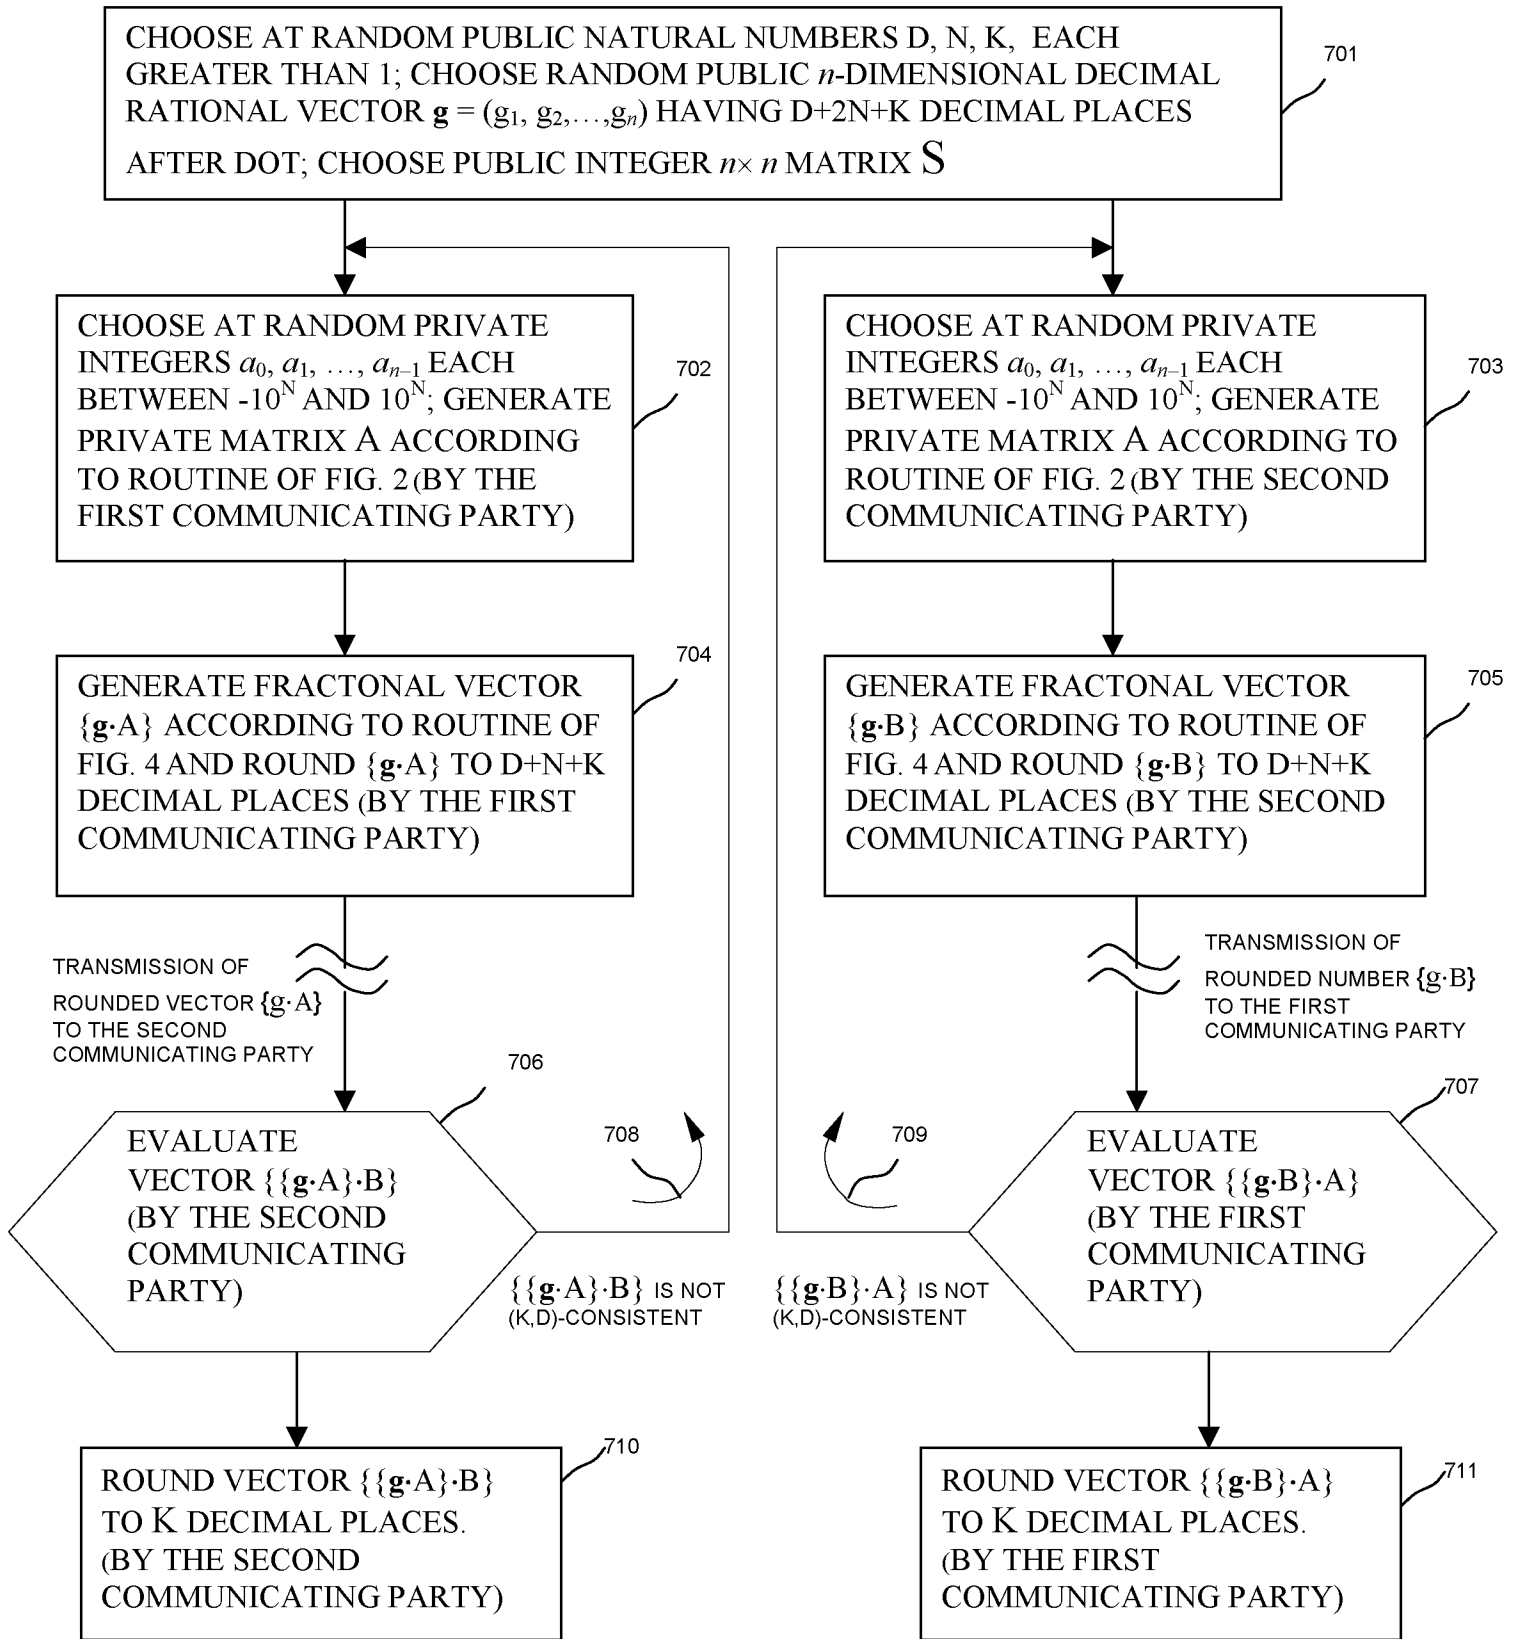 CHOOSE AT RANDOM PUBLIC NATURAL NUMBERS D, N, K, EACH
GREATER THAN 1; CHOOSE RANDOM PUBLIC n-DIMENSIONAL DECIMAL
RATIONAL VECTOR g = (g₁, g₂,…,gₙ) HAVING D+2N+K DECIMAL PLACES
AFTER DOT; CHOOSE PUBLIC INTEGER n× n MATRIX S
701
CHOOSE AT RANDOM PRIVATE
INTEGERS a₀, a₁, …, aₙ₋₁ EACH
BETWEEN -10ᴺ AND 10ᴺ; GENERATE
PRIVATE MATRIX A ACCORDING
TO ROUTINE OF FIG. 2 (BY THE
FIRST COMMUNICATING PARTY)
702
CHOOSE AT RANDOM PRIVATE
INTEGERS a₀, a₁, …, aₙ₋₁ EACH
BETWEEN -10ᴺ AND 10ᴺ; GENERATE
PRIVATE MATRIX A ACCORDING TO
ROUTINE OF FIG. 2 (BY THE SECOND
COMMUNICATING PARTY)
703
GENERATE FRACTONAL VECTOR
{g·A} ACCORDING TO ROUTINE OF
FIG. 4 AND ROUND {g·A} TO D+N+K
DECIMAL PLACES (BY THE FIRST
COMMUNICATING PARTY)
704
GENERATE FRACTONAL VECTOR
{g·B} ACCORDING TO ROUTINE OF
FIG. 4 AND ROUND {g·B} TO D+N+K
DECIMAL PLACES (BY THE SECOND
COMMUNICATING PARTY)
705
TRANSMISSION OF
ROUNDED VECTOR {g·A}
TO THE SECOND
COMMUNICATING PARTY
TRANSMISSION OF
ROUNDED NUMBER {g·B}
TO THE FIRST
COMMUNICATING PARTY
EVALUATE
VECTOR {{g·A}·B}
(BY THE SECOND
COMMUNICATING
PARTY)
706
708
{{g·A}·B} IS NOT
(K,D)-CONSISTENT
709
{{g·B}·A} IS NOT
(K,D)-CONSISTENT
EVALUATE
VECTOR {{g·B}·A}
(BY THE FIRST
COMMUNICATING
PARTY)
707
ROUND VECTOR {{g·A}·B}
TO K DECIMAL PLACES.
(BY THE SECOND
COMMUNICATING PARTY)
710
ROUND VECTOR {{g·B}·A}
TO K DECIMAL PLACES.
(BY THE FIRST
COMMUNICATING PARTY)
711